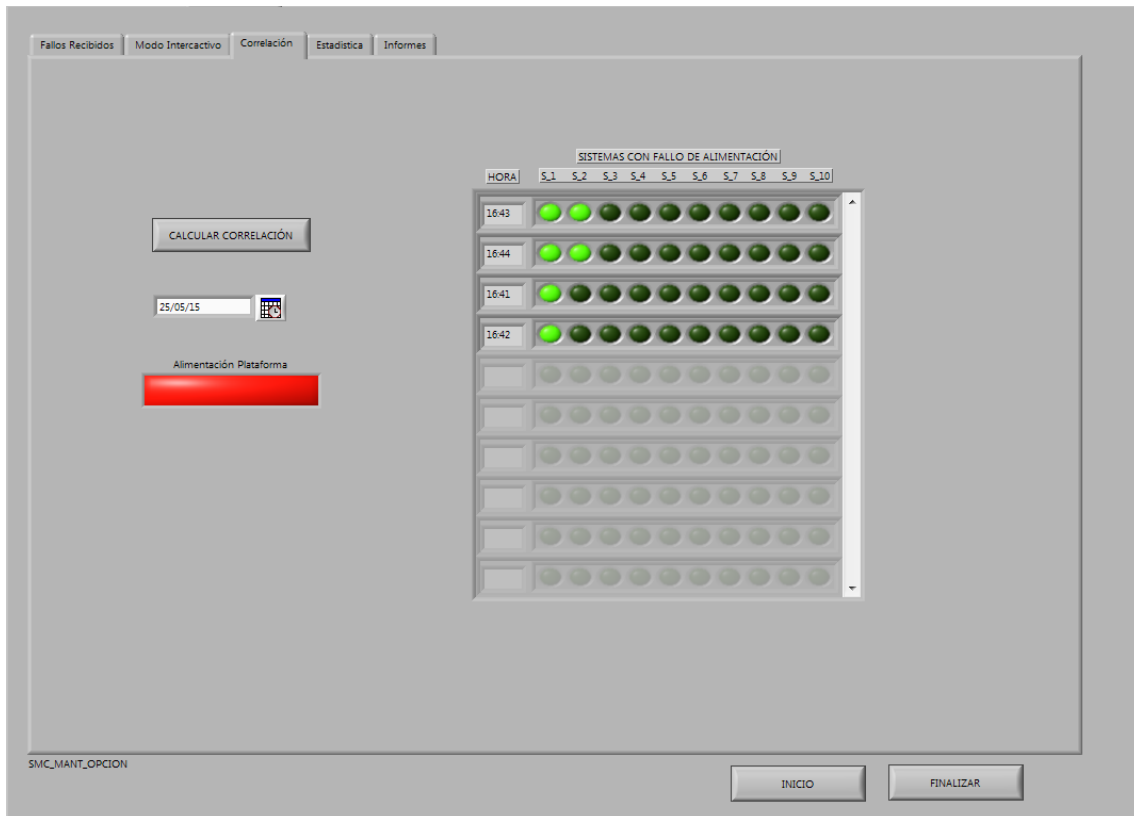 Fallos Recibidos Modo Intercactivo Correlación Estadistica Informes
SISTEMAS CON FALLO DE ALIMENTACIÓN
HORA S_1 S_2 S_3 S_4 S_5 S_6 S_7 S_8 S_9 S_10
16:43
CALCULAR CORRELACIÓN
16:44
16:41
25/05/15
16:42
Alimentación Plataforma
SMC_MANT_OPCION
INICIO FINALIZAR